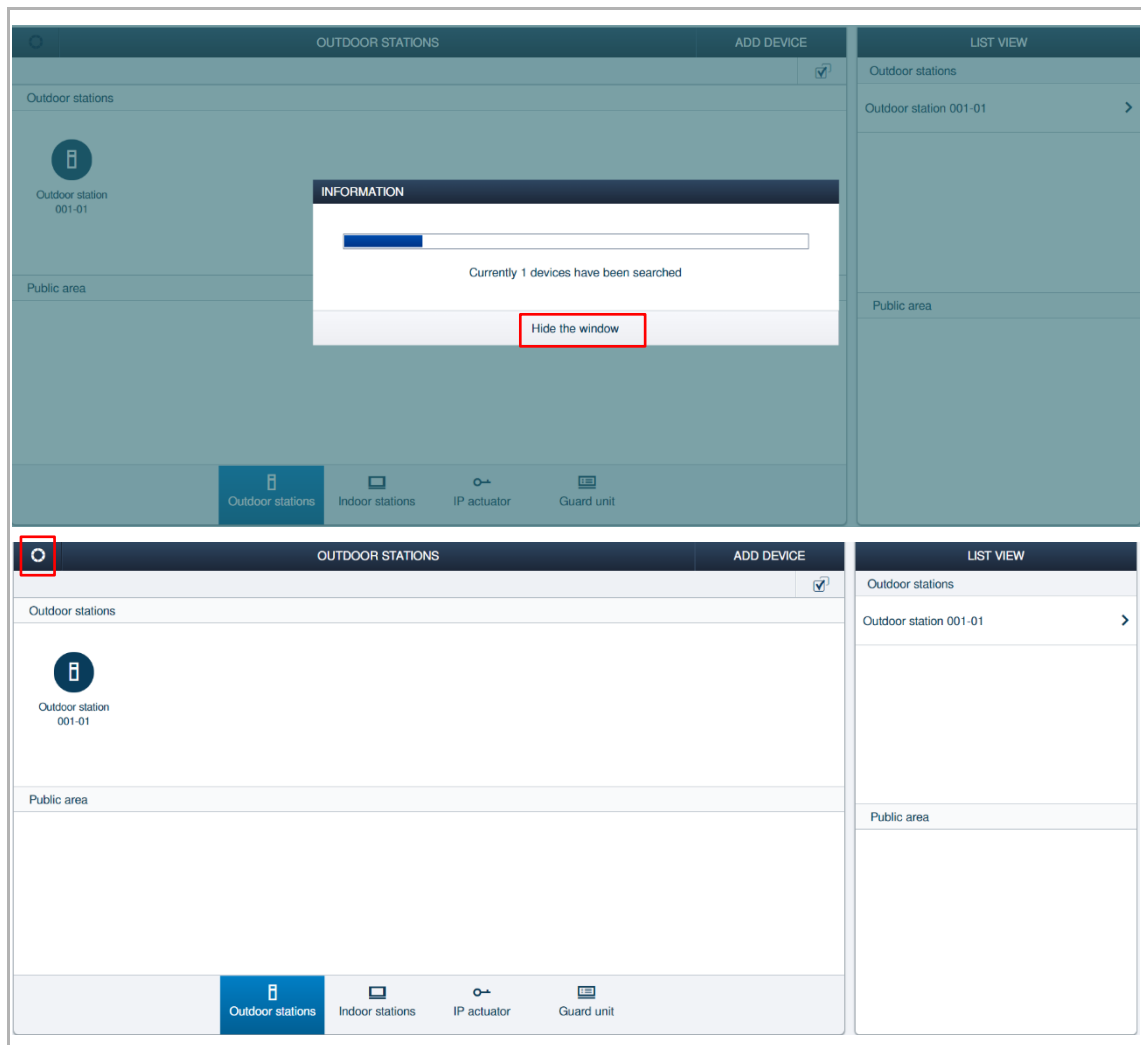 OUTDOOR STATIONS
ADD DEVICE
LIST VIEW
Outdoor stations
Outdoor stations
Outdoor station 001-01
Outdoor station
001-01
INFORMATION
Currently 1 devices have been searched
Hide the window
Public area
Public area
Outdoor stations
Indoor stations
IP actuator
Guard unit
OUTDOOR STATIONS
ADD DEVICE
LIST VIEW
Outdoor stations
Outdoor stations
Outdoor station 001-01
Outdoor station
001-01
Public area
Public area
Outdoor stations
Indoor stations
IP actuator
Guard unit